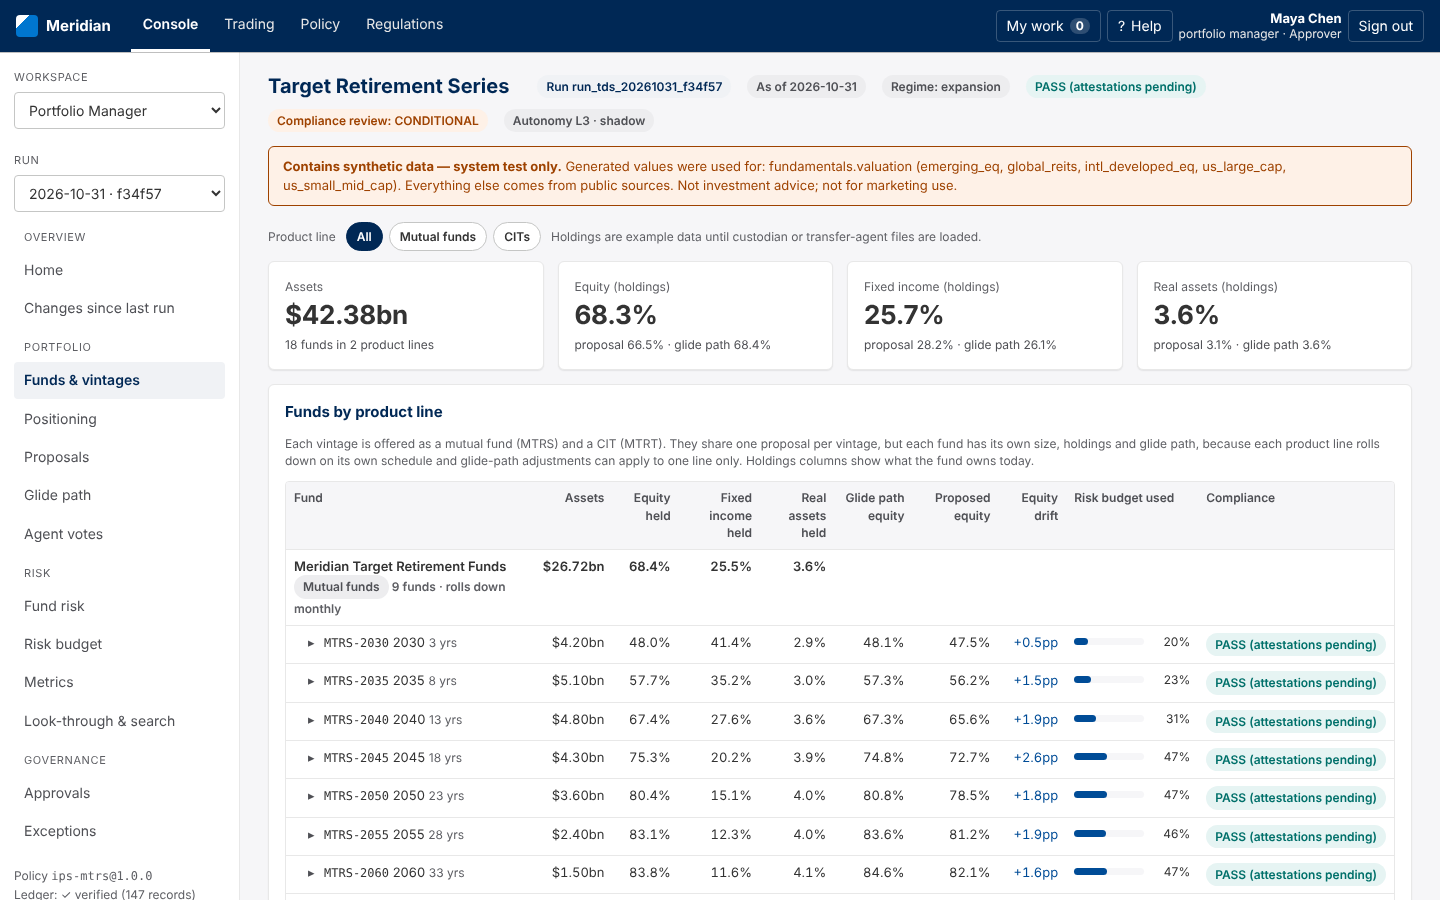 Meridian
Console
Trading
Policy
Regulations
My work 0
? Help
Maya Chen
portfolio manager · Approver
Sign out
WORKSPACE
Portfolio Manager
RUN
2026-10-31 · f34f57
OVERVIEW
Home
Changes since last run
PORTFOLIO
Funds & vintages
Positioning
Proposals
Glide path
Agent votes
RISK
Fund risk
Risk budget
Metrics
Look-through & search
GOVERNANCE
Approvals
Exceptions
Policy ips-mtrs@1.0.0
Ledger: ✓ verified (147 records)
Target Retirement Series
Run run_tds_20261031_f34f57
As of 2026-10-31
Regime: expansion
PASS (attestations pending)
Compliance review: CONDITIONAL
Autonomy L3 · shadow
Contains synthetic data — system test only. Generated values were used for: fundamentals.valuation (emerging_eq, global_reits, intl_developed_eq, us_large_cap,
us_small_mid_cap). Everything else comes from public sources. Not investment advice; not for marketing use.
Product line All Mutual funds CITs Holdings are example data until custodian or transfer-agent files are loaded.
Assets
$42.38bn
18 funds in 2 product lines
Equity (holdings)
68.3%
proposal 66.5% · glide path 68.4%
Fixed income (holdings)
25.7%
proposal 28.2% · glide path 26.1%
Real assets (holdings)
3.6%
proposal 3.1% · glide path 3.6%
Funds by product line
Each vintage is offered as a mutual fund (MTRS) and a CIT (MTRT). They share one proposal per vintage, but each fund has its own size, holdings and glide path, because each product line rolls
down on its own schedule and glide-path adjustments can apply to one line only. Holdings columns show what the fund owns today.
Fund Assets Equity held Fixed income held Real assets held Glide path equity Proposed equity Equity drift Risk budget used Compliance
Meridian Target Retirement Funds $26.72bn 68.4% 25.5% 3.6%
Mutual funds 9 funds · rolls down
monthly
▸ MTRS-2030 2030 3 yrs $4.20bn 48.0% 41.4% 2.9% 48.1% 47.5% +0.5pp 20% PASS (attestations pending)
▸ MTRS-2035 2035 8 yrs $5.10bn 57.7% 35.2% 3.0% 57.3% 56.2% +1.5pp 23% PASS (attestations pending)
▸ MTRS-2040 2040 13 yrs $4.80bn 67.4% 27.6% 3.6% 67.3% 65.6% +1.9pp 31% PASS (attestations pending)
▸ MTRS-2045 2045 18 yrs $4.30bn 75.3% 20.2% 3.9% 74.8% 72.7% +2.6pp 47% PASS (attestations pending)
▸ MTRS-2050 2050 23 yrs $3.60bn 80.4% 15.1% 4.0% 80.8% 78.5% +1.8pp 47% PASS (attestations pending)
▸ MTRS-2055 2055 28 yrs $2.40bn 83.1% 12.3% 4.0% 83.6% 81.2% +1.9pp 46% PASS (attestations pending)
▸ MTRS-2060 2060 33 yrs $1.50bn 83.8% 11.6% 4.1% 84.6% 82.1% +1.6pp 47% PASS (attestations pending)